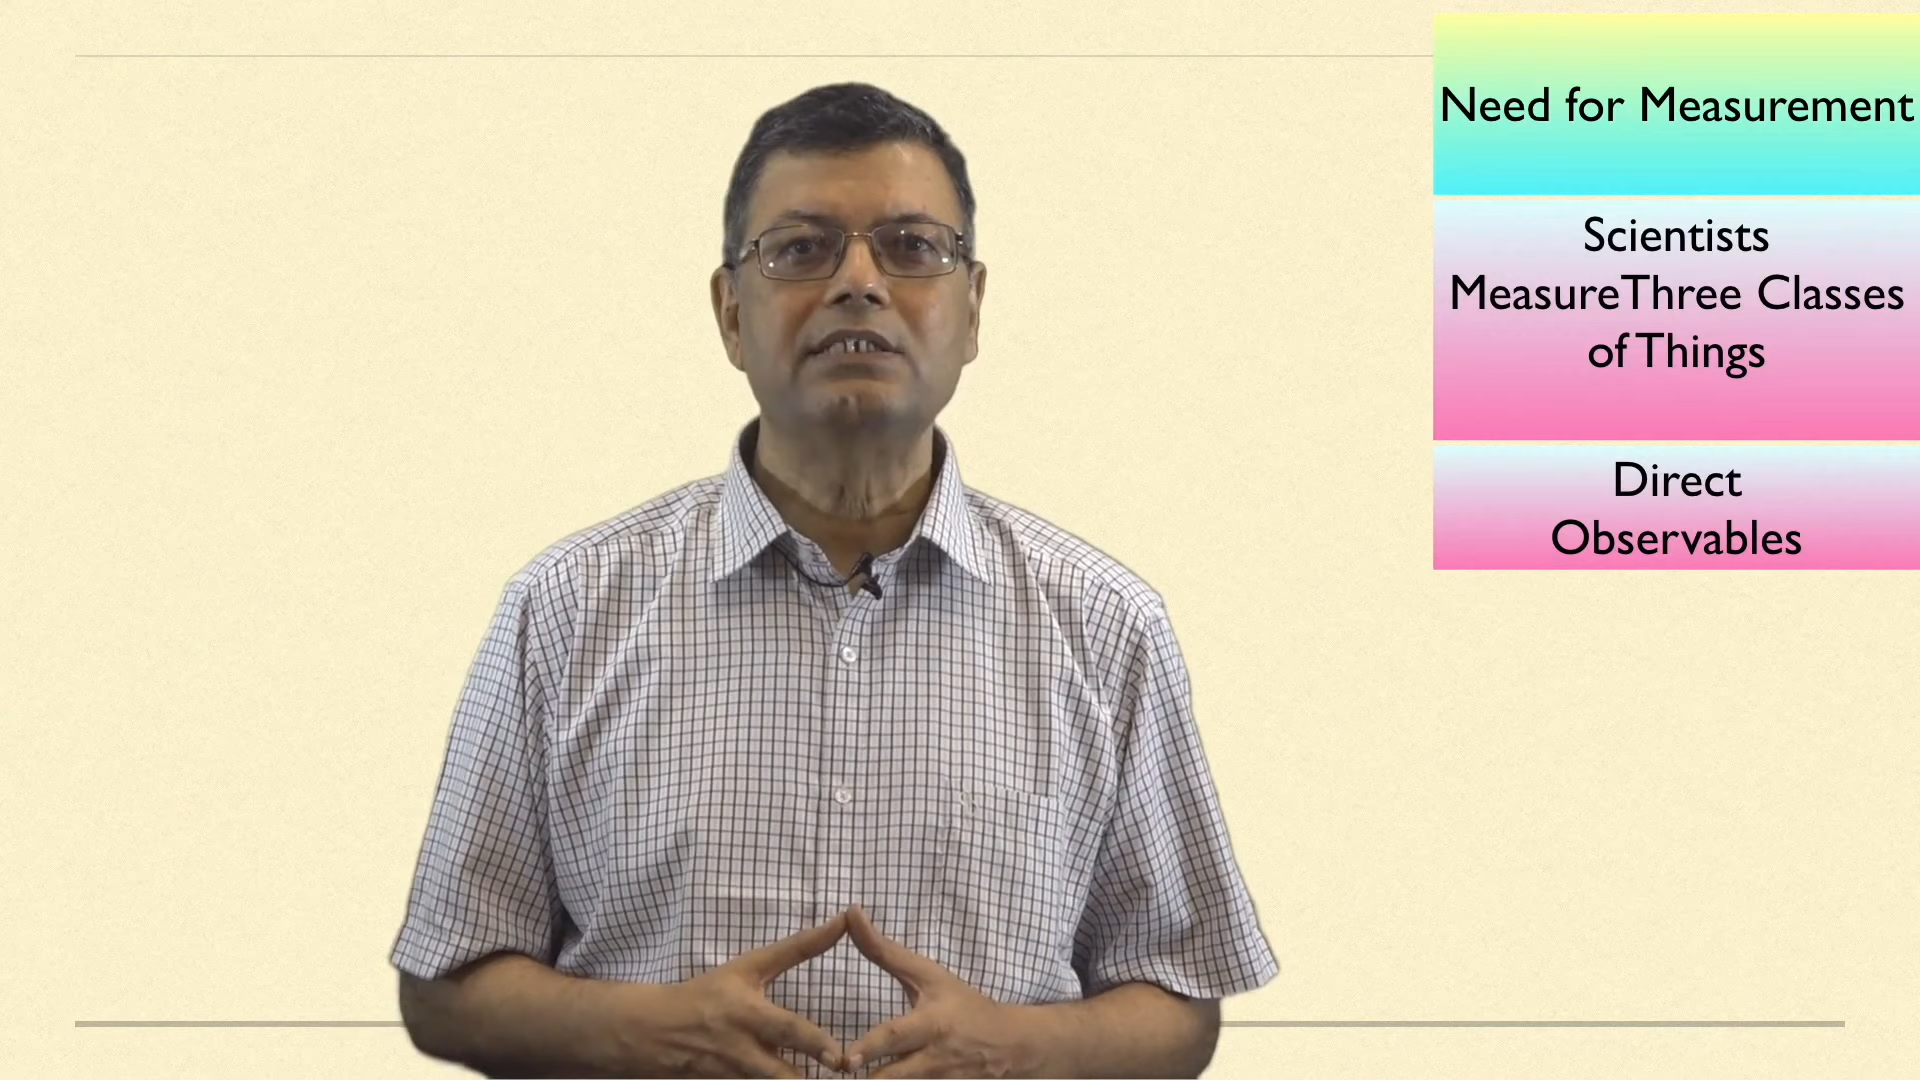 Need for Measurement
Scientists
MeasureThree Classes
of Things
Direct
Observables